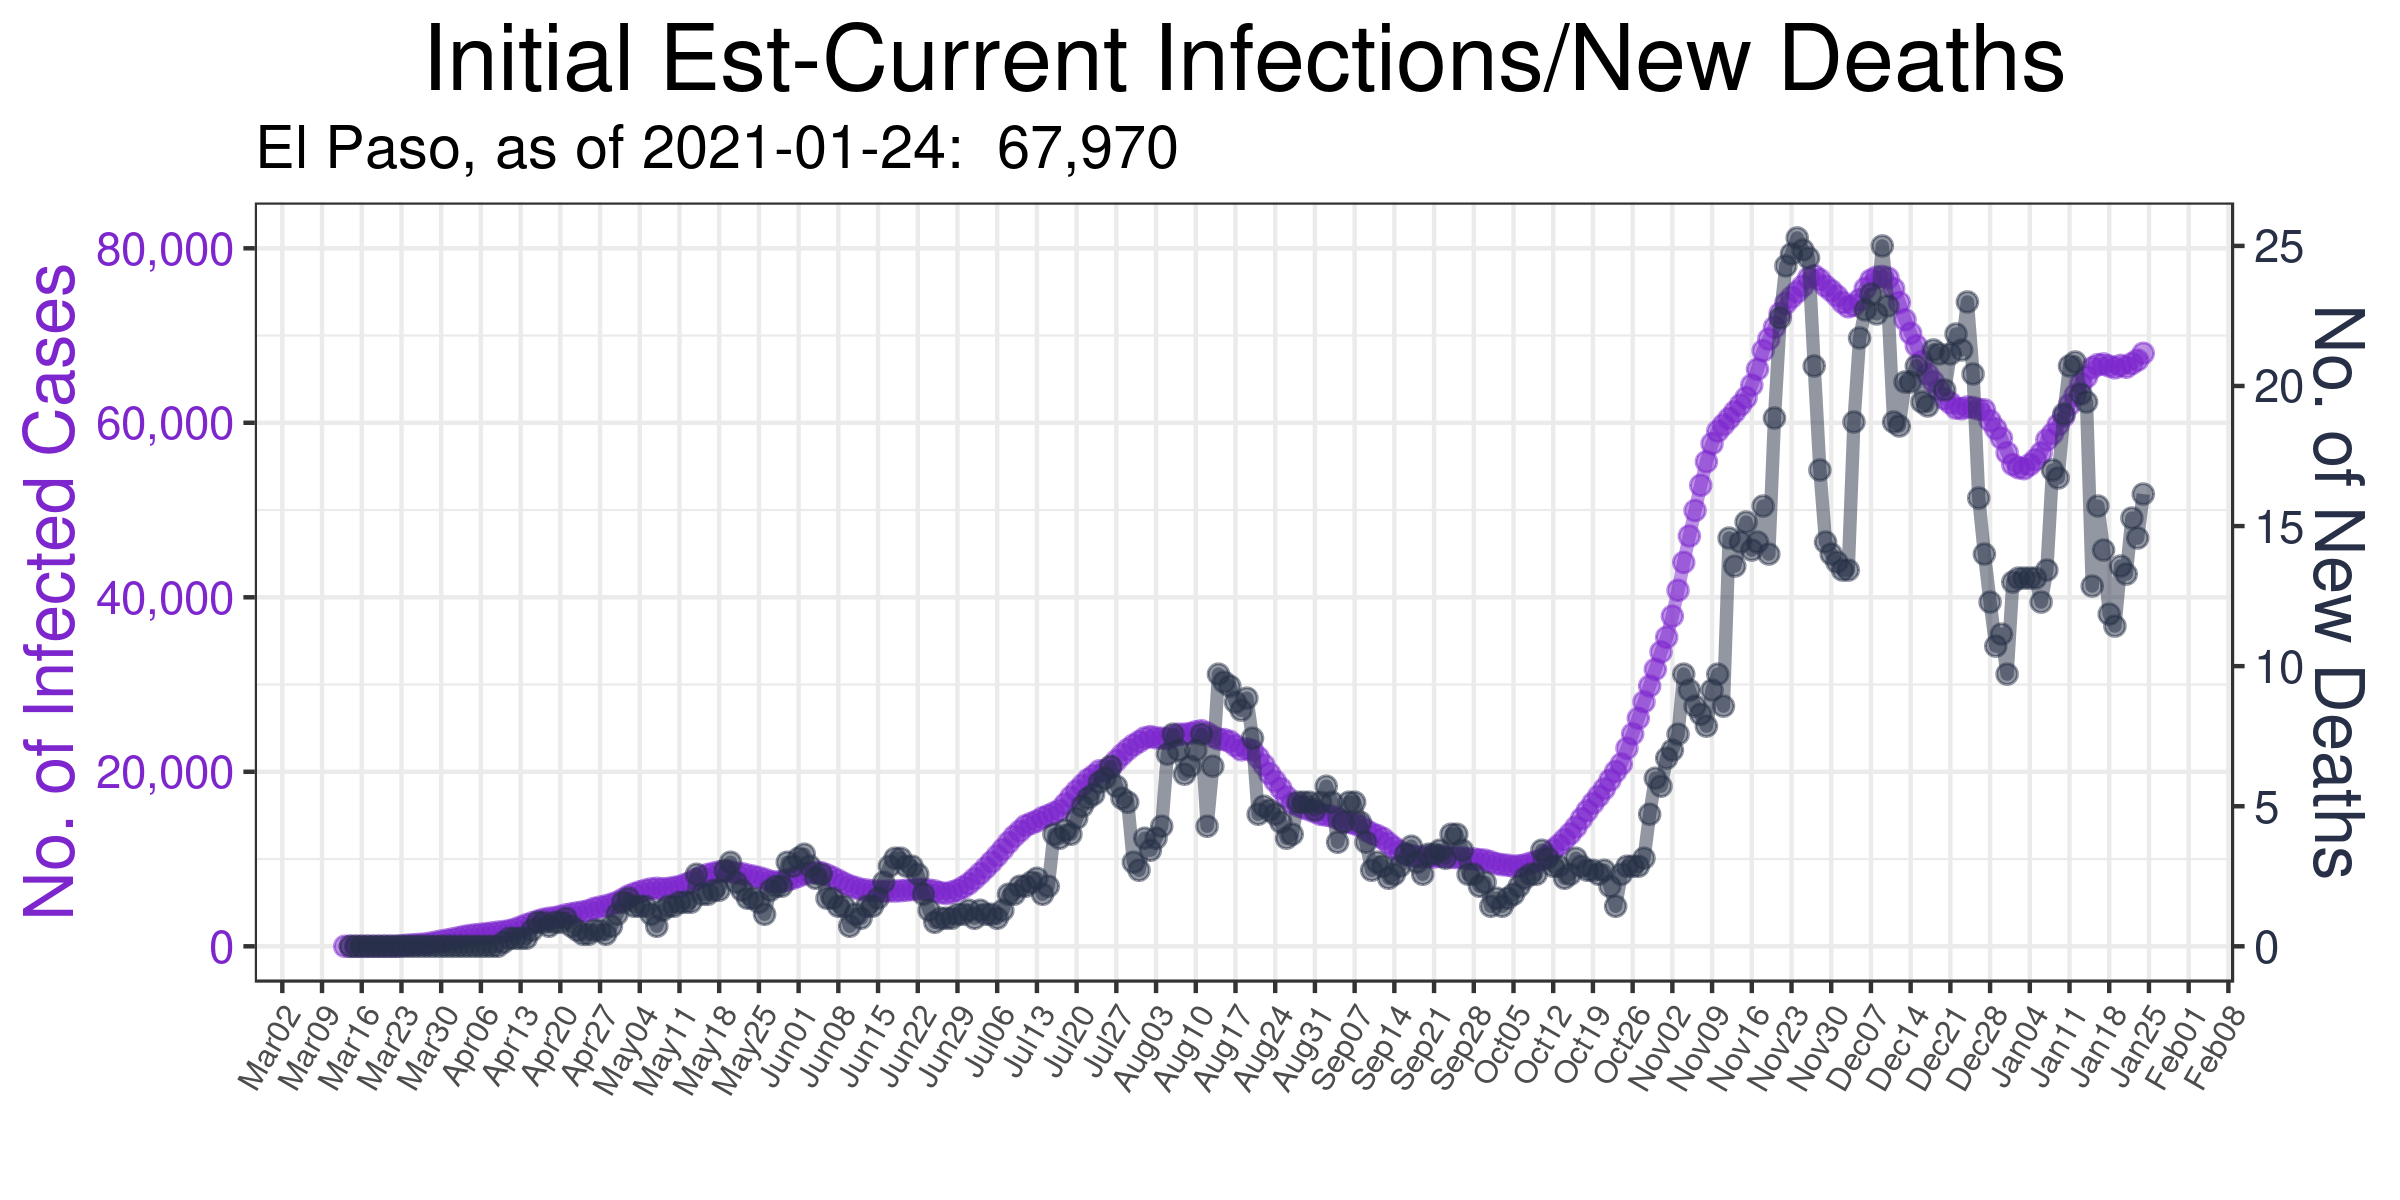 Initial Est-Current Infections/New Deaths
El Paso, as of 2021-01-24: 67,970
No. of Infected Cases
80,000
60,000
40,000
20,000
0
25
20
15
10
5
0
No. of New Deaths
Mar02
Mar09
Mar16
Mar23
Mar30
Apr06
Apr13
Apr20
Apr27
May04
May11
May18
May25
Jun01
Jun08
Jun15
Jun22
Jun29
Jul06
Jul13
Jul20
Jul27
Aug03
Aug10
Aug17
Aug24
Aug31
Sep07
Sep14
Sep21
Sep28
Oct05
Oct12
Oct19
Oct26
Nov02
Nov09
Nov16
Nov23
Nov30
Dec07
Dec14
Dec21
Dec28
Jan04
Jan11
Jan18
Jan25
Feb01
Feb08